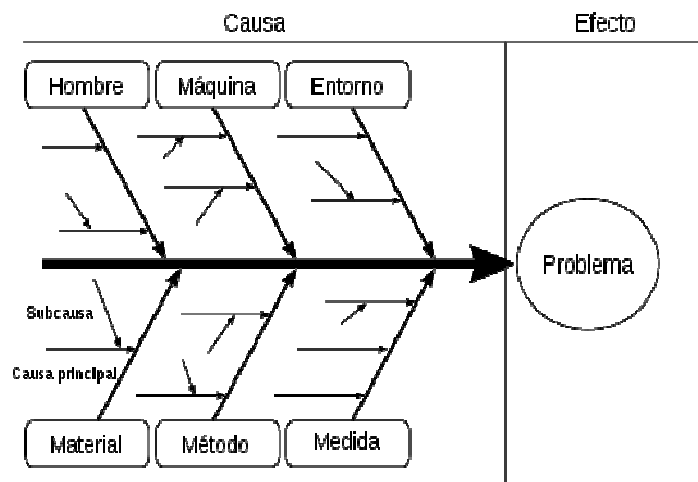 Causa
Efecto
Hombre
Máquina
Entorno
Problema
Subcausa
Causa principal
Material
Método
Medida